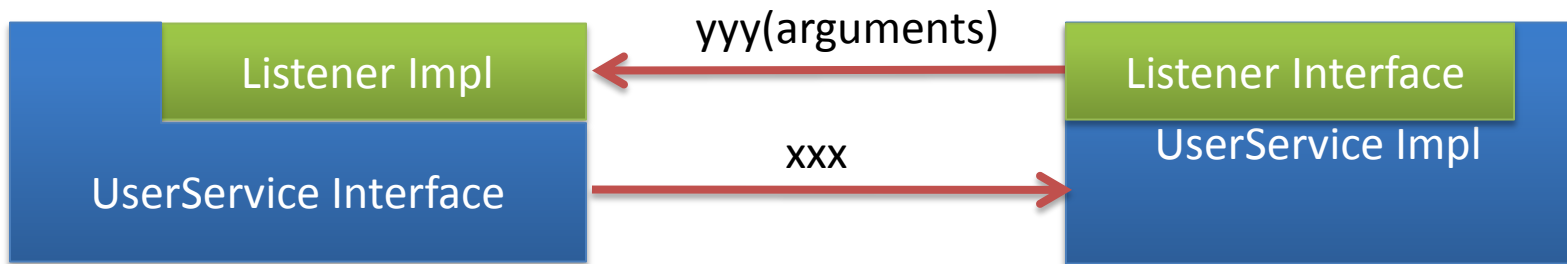 yyy(arguments)
Listener Impl
Listener Interface
xxx
UserService Impl
UserService Interface